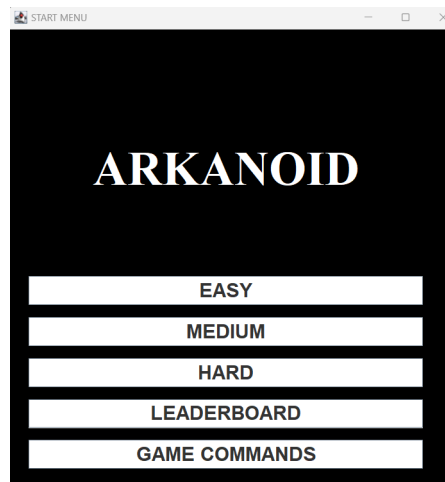 START MENU
ARKANOID
EASY
MEDIUM
HARD
LEADERBOARD
GAME COMMANDS